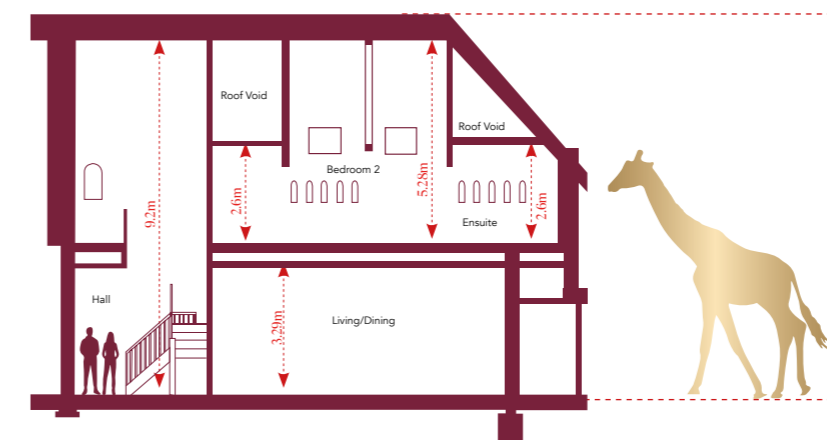 Roof Void
Roof Void
Bedroom 2
9.2m
2.6m
5.28m
2.6m
Ensuite
Hall
3.29m
Living/Dining